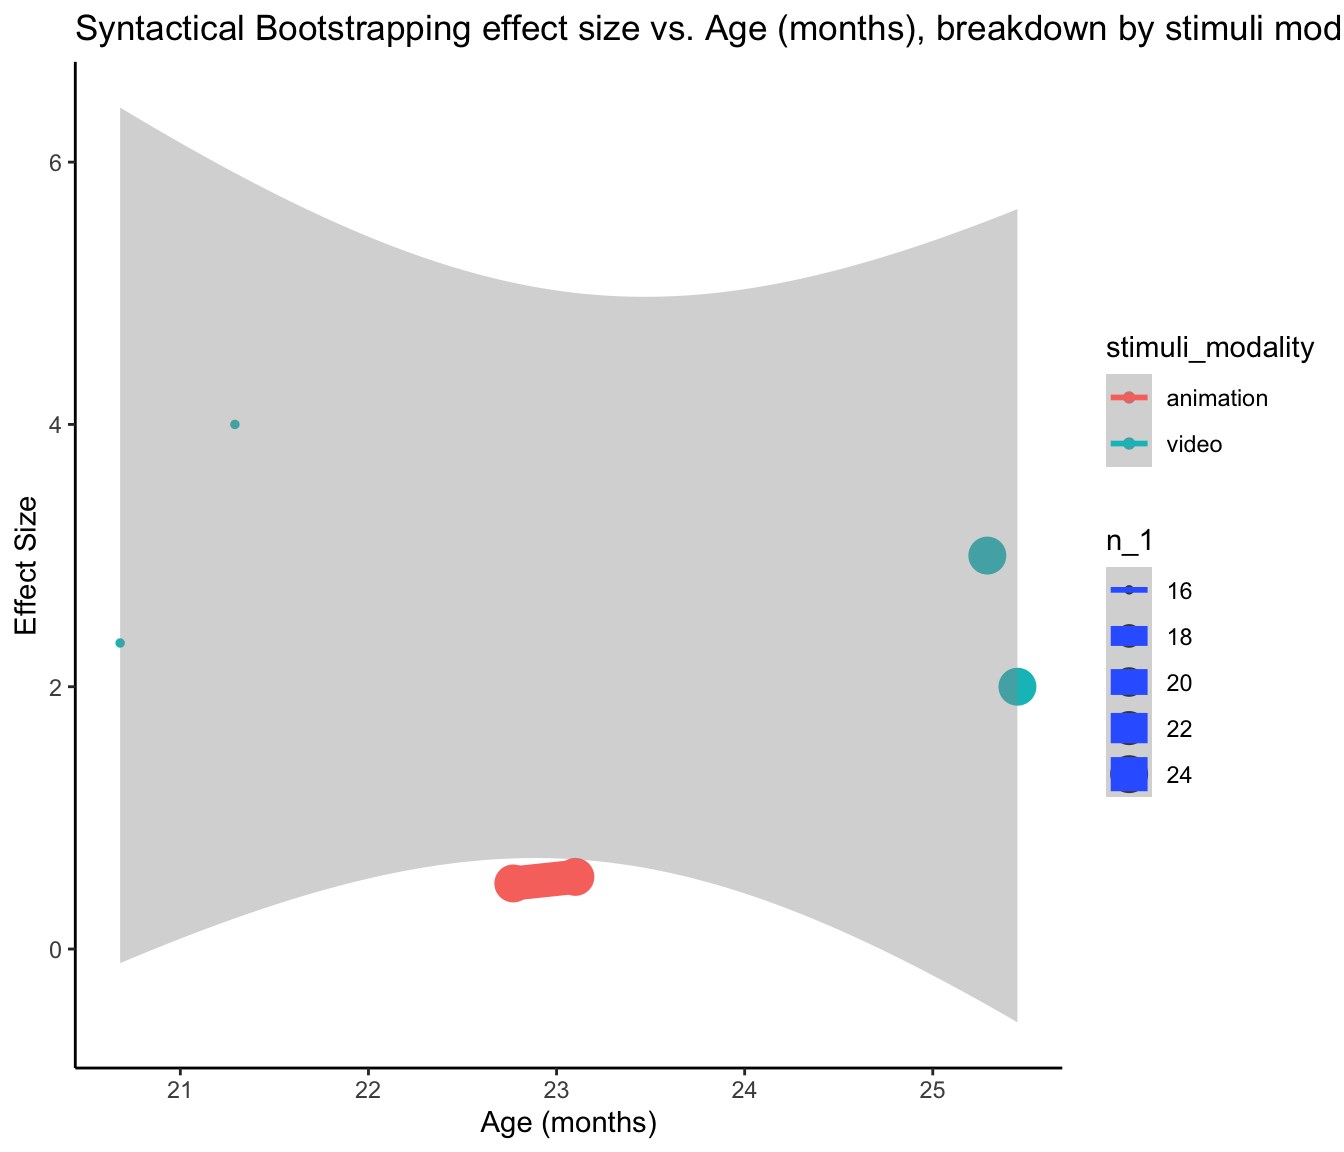 Syntactical Bootstrapping effect size vs. Age (months), breakdown by stimuli mod
6
4
2
0
Effect Size
21 22 23 24 25
Age (months)
stimuli_modality
animation
video
n_1
16
18
20
22
24